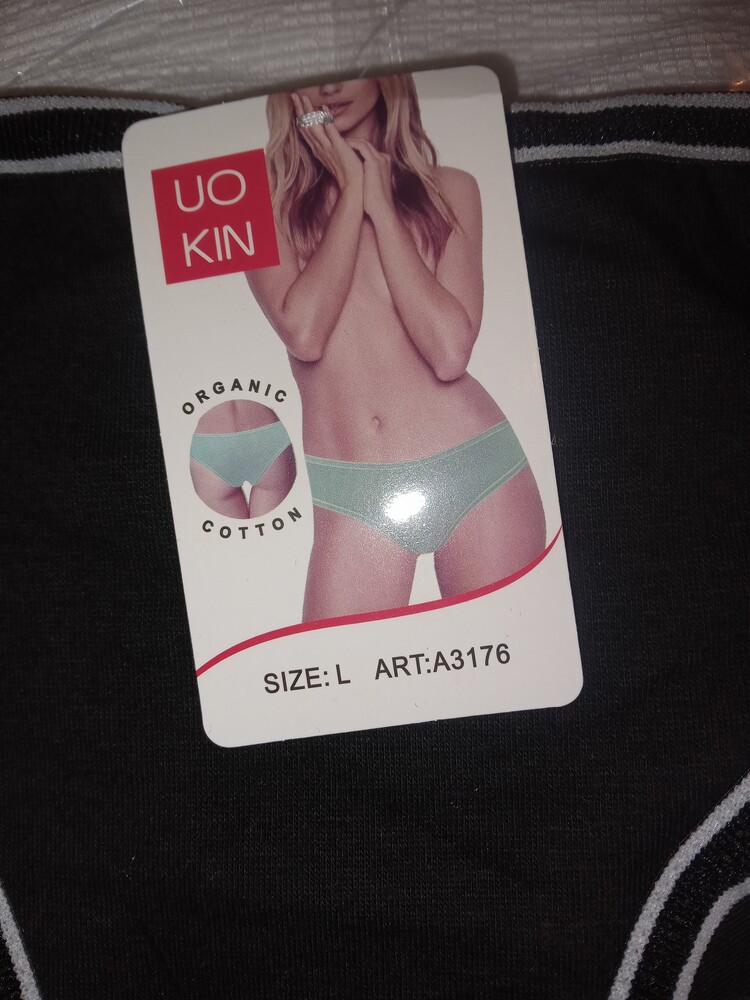 UO
KIN
ORGANIC
COTTON
SIZE: L ART:A3176